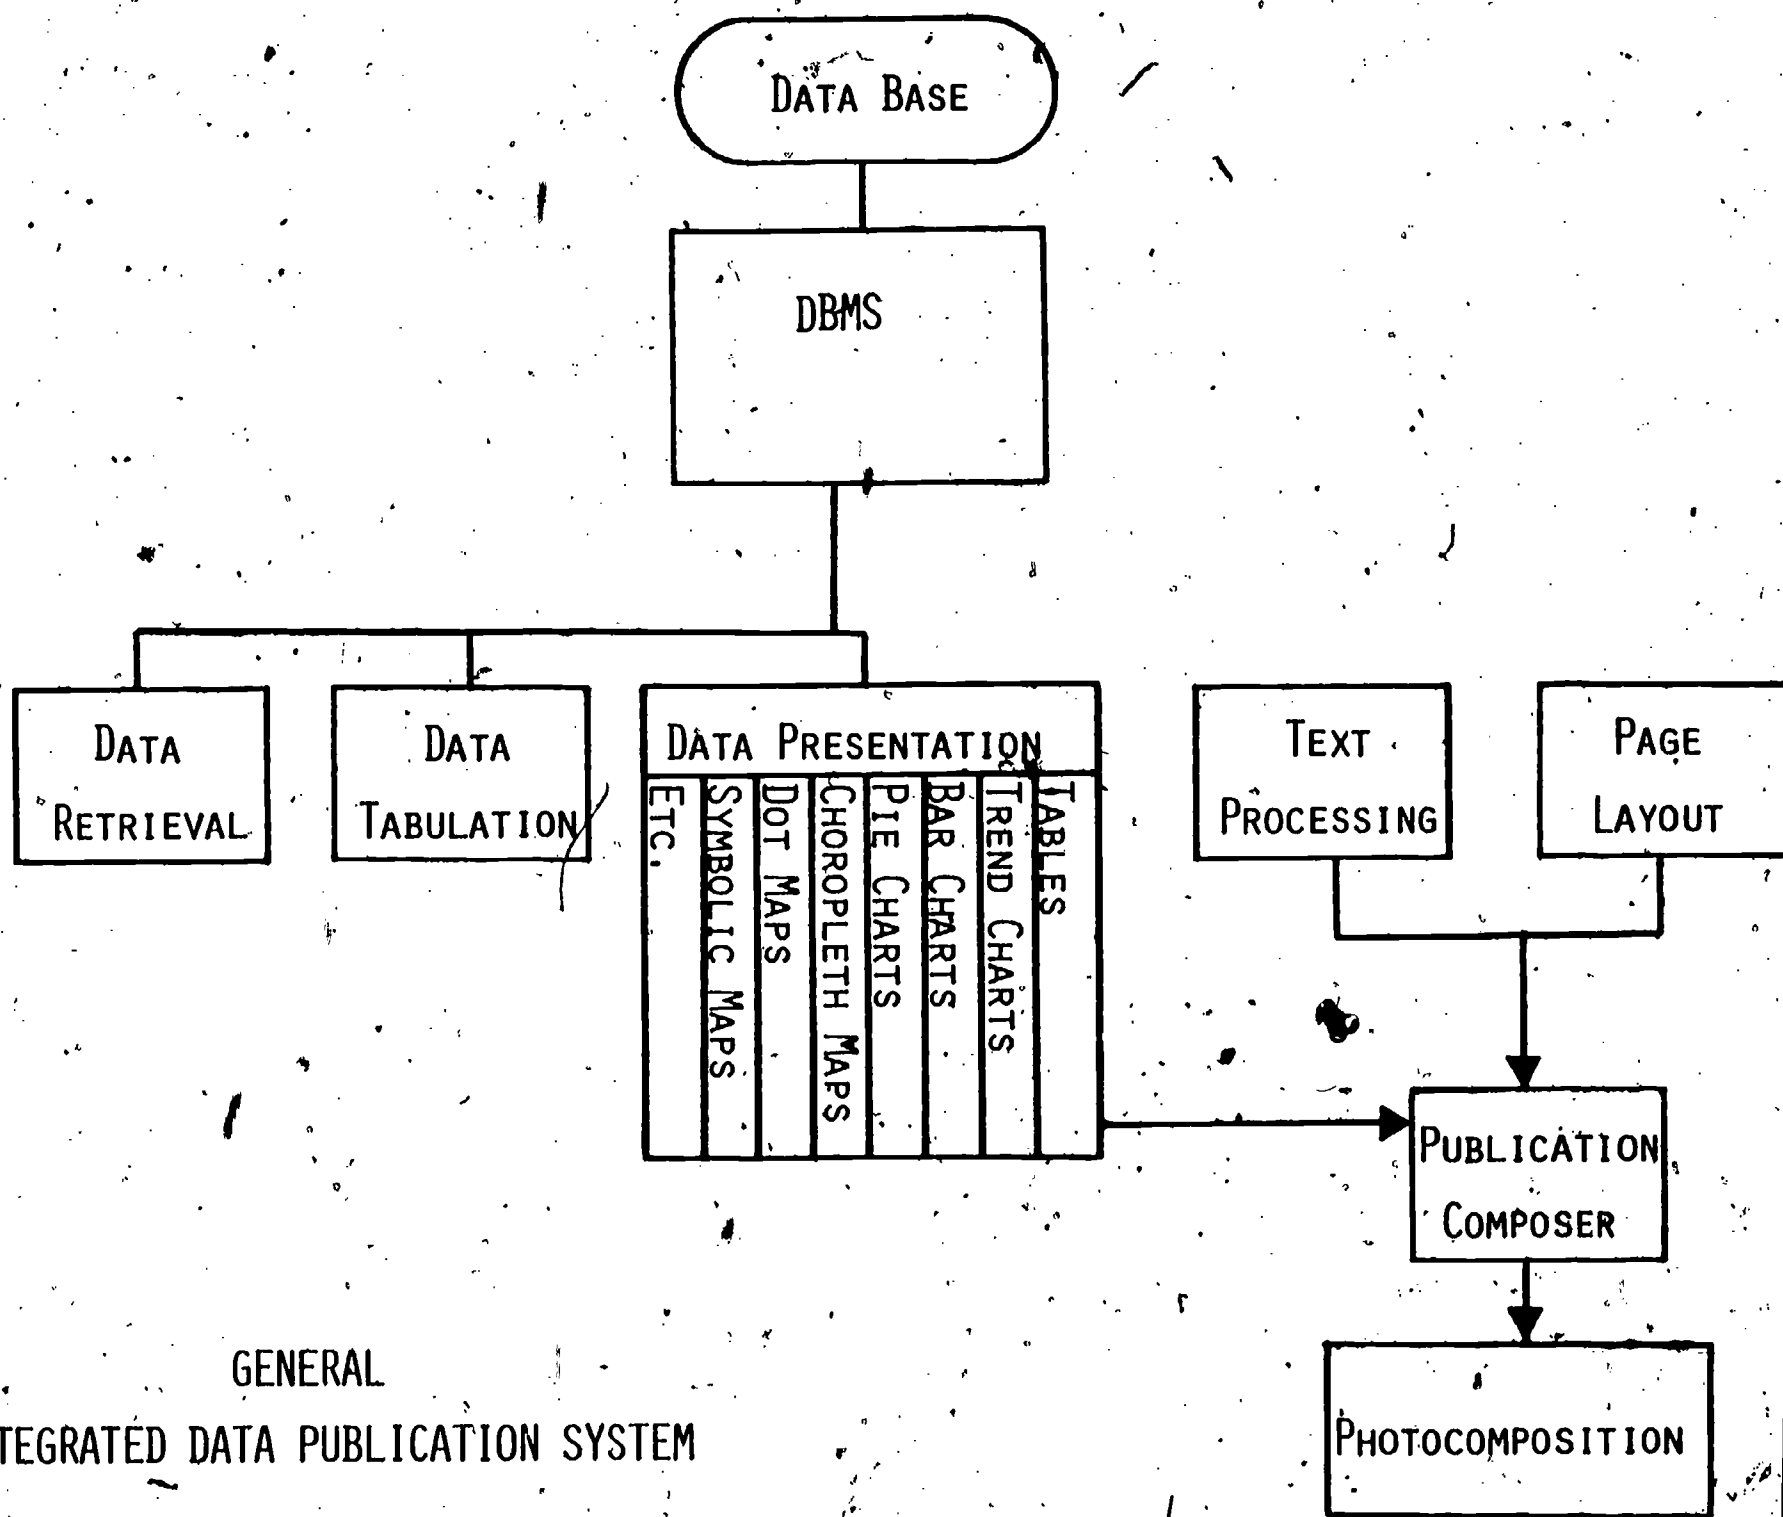 DATA BASE
DBMS
DATA
RETRIEVAL
DATA
TABULATION
DATA PRESENTATION
ETC.
SYMBOLIC MAPS
DOT MAPS
CHOROPLETH MAPS
PIE CHARTS
BAR CHARTS
TREND CHARTS
TABLES
TEXT
PROCESSING
PAGE
LAYOUT
PUBLICATION
COMPOSER
PHOTOCOMPOSITION
GENERAL
TEGRATED DATA PUBLICATION SYSTEM